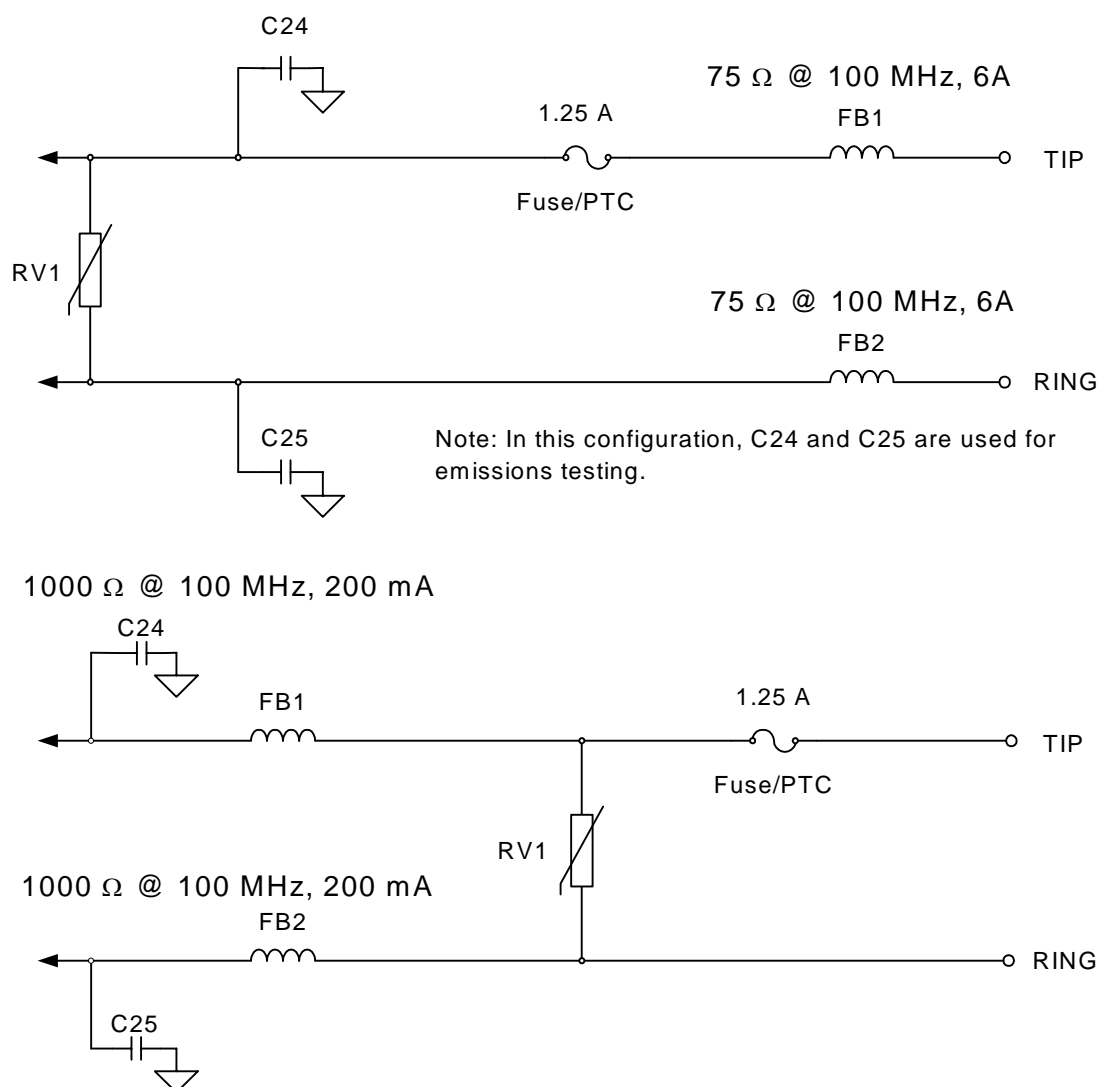 C24
75 Ω @ 100 MHz, 6A
1.25 A
FB1
TIP
Fuse/PTC
RV1
75 Ω @ 100 MHz, 6A
FB2
RING
C25
Note: In this configuration, C24 and C25 are used for
emissions testing.
1000 Ω @ 100 MHz, 200 mA
C24
FB1
1.25 A
TIP
Fuse/PTC
RV1
1000 Ω @ 100 MHz, 200 mA
FB2
RING
C25